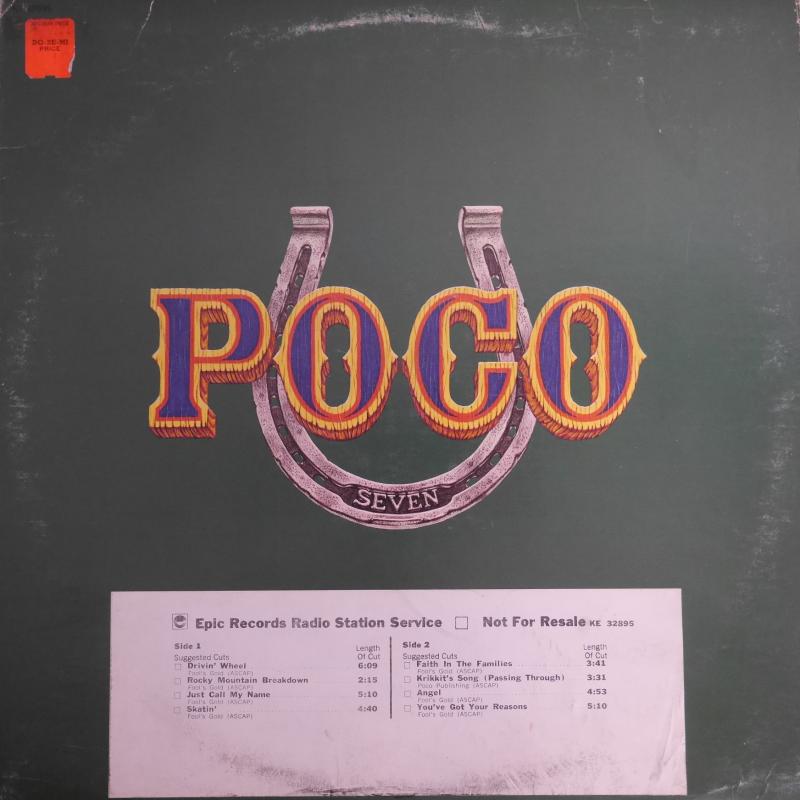 DO-RE-MI
PRICE
POCO
SEVEN
Epic Records Radio Station Service Not For Resale KE 32895
Side 1
Suggested Cuts Length Of Cut
Drivin' Wheel 6:09
Fool's Gold (ASCAP)
Rocky Mountain Breakdown 2:15
Fool's Gold (ASCAP)
Just Call My Name 5:10
Fool's Gold (ASCAP)
Skatin' 4:40
Fool's Gold (ASCAP)
Side 2
Suggested Cuts Length Of Cut
Faith In The Families 3:41
Fool's Gold (ASCAP)
Krikkit's Song (Passing Through) 3:31
Poco Publishing (ASCAP)
Angel 4:53
Fool's Gold (ASCAP)
You've Got Your Reasons 5:10
Fool's Gold (ASCAP)